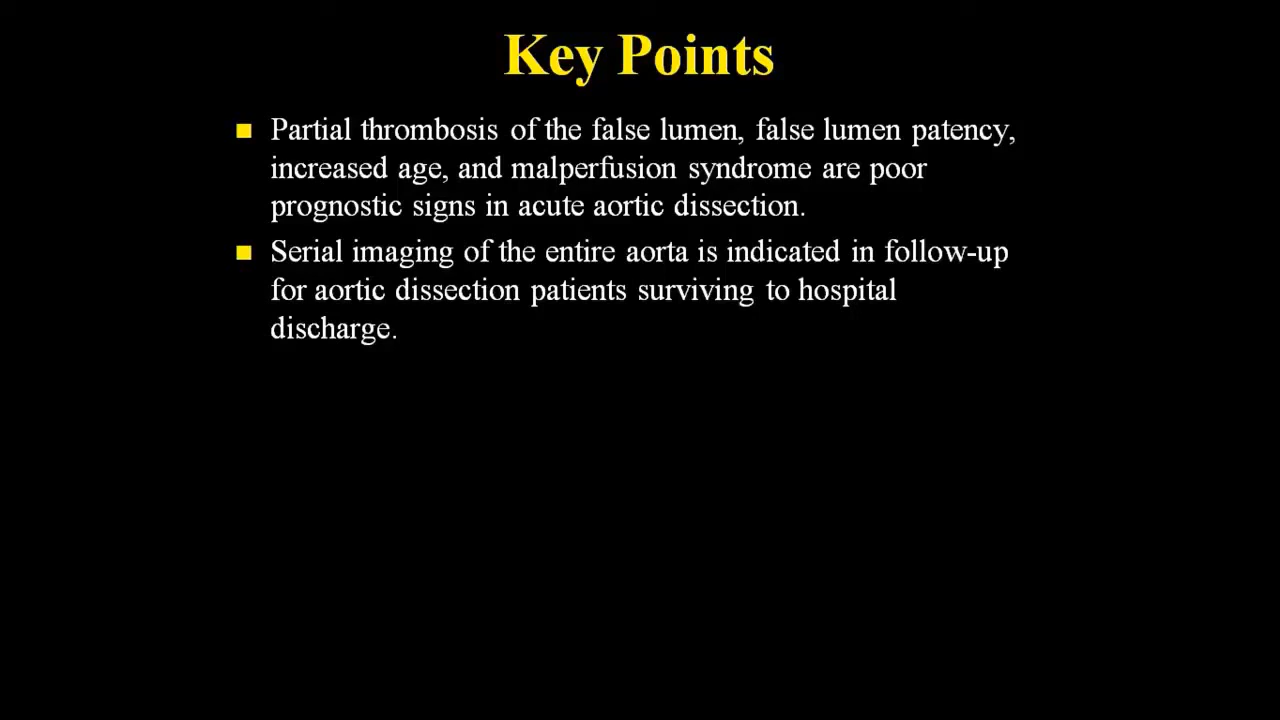 Key Points
Partial thrombosis of the false lumen, false lumen patency,
increased age, and malperfusion syndrome are poor
prognostic signs in acute aortic dissection.
Serial imaging of the entire aorta is indicated in follow-up
for aortic dissection patients surviving to hospital
discharge.